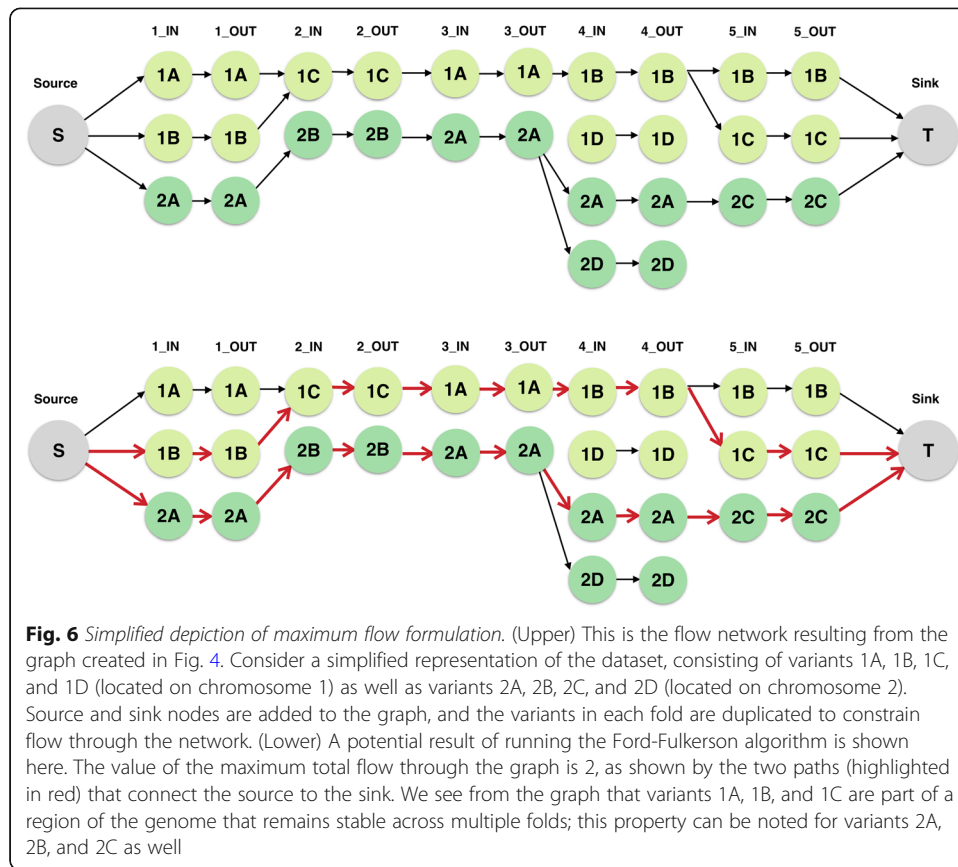 1_IN 1_OUT 2_IN 2_OUT 3_IN 3_OUT 4_IN 4_OUT 5_IN 5_OUT
Source Sink
1A 1A 1C 1C 1A 1A 1B 1B 1B 1B
S 1B 1B 2B 2B 2A 2A 1D 1D 1C 1C T
2A 2A 2A 2A 2C 2C
2D 2D
1_IN 1_OUT 2_IN 2_OUT 3_IN 3_OUT 4_IN 4_OUT 5_IN 5_OUT
Source Sink
1A 1A 1C 1C 1A 1A 1B 1B 1B 1B
S 1B 1B 2B 2B 2A 2A 1D 1D 1C 1C T
2A 2A 2A 2A 2C 2C
2D 2D
Fig. 6 Simplified depiction of maximum flow formulation. (Upper) This is the flow network resulting from the
graph created in Fig. 4. Consider a simplified representation of the dataset, consisting of variants 1A, 1B, 1C,
and 1D (located on chromosome 1) as well as variants 2A, 2B, 2C, and 2D (located on chromosome 2).
Source and sink nodes are added to the graph, and the variants in each fold are duplicated to constrain
flow through the network. (Lower) A potential result of running the Ford-Fulkerson algorithm is shown
here. The value of the maximum total flow through the graph is 2, as shown by the two paths (highlighted
in red) that connect the source to the sink. We see from the graph that variants 1A, 1B, and 1C are part of a
region of the genome that remains stable across multiple folds; this property can be noted for variants 2A,
2B, and 2C as well